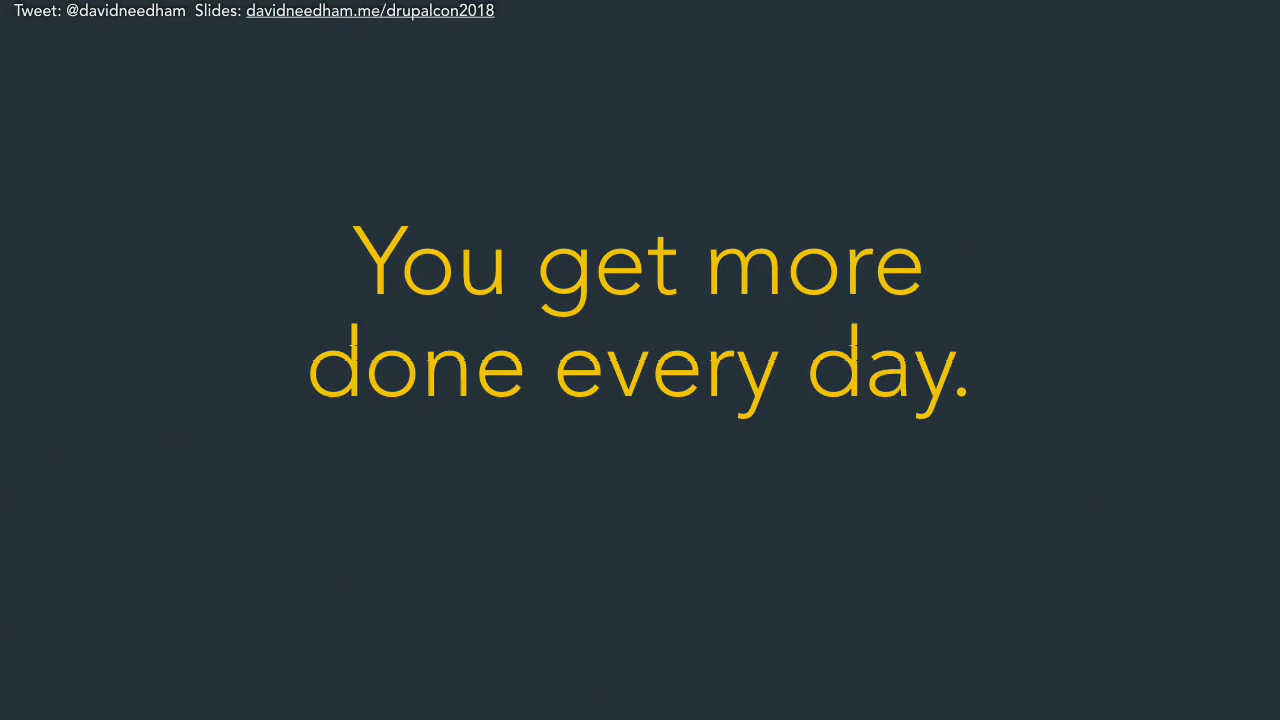 Tweet: @davidneedham  Slides: davidneedham.me/drupalcon2018
You get more
done every day.